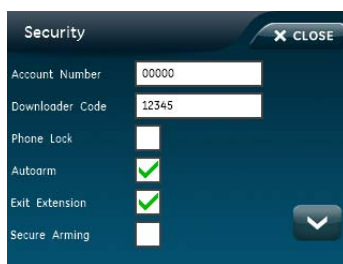 Security
X CLOSE
Account Number 00000
Downloader Code 12345
Phone Lock
Autoarm
Exit Extension
Secure Arming